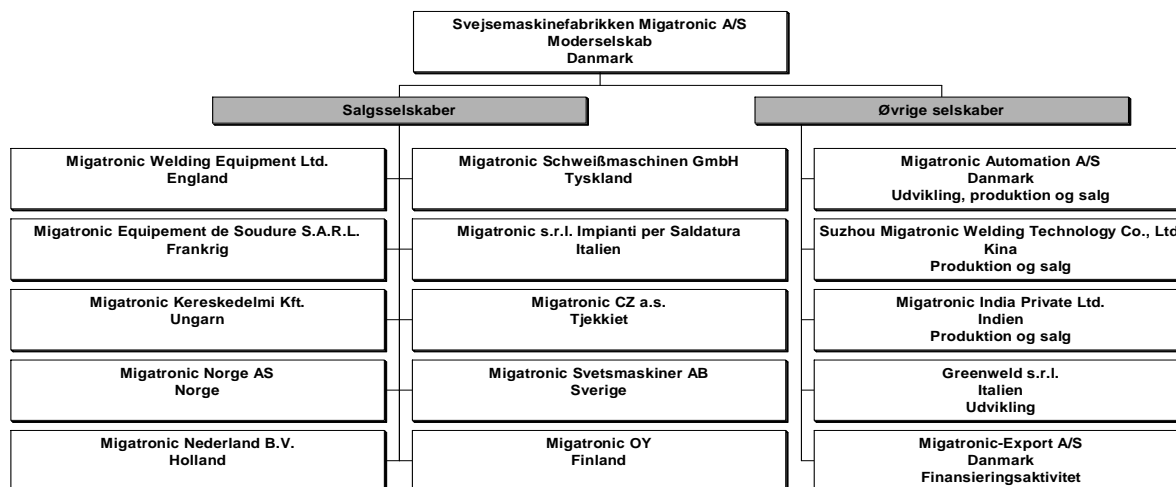 Svejsemaskinefabrikken Migatronic A/S
Moderselskab
Danmark
Salgsselskaber
Øvrige selskaber
Migatronic Welding Equipment Ltd.
England
Migatronic Schweißmaschinen GmbH
Tyskland
Migatronic Automation A/S
Danmark
Udvikling, produktion og salg
Migatronic Equipement de Soudure S.A.R.L.
Frankrig
Migatronic s.r.l. Impianti per Saldatura
Italien
Suzhou Migatronic Welding Technology Co., Ltd
Kina
Produktion og salg
Migatronic Kereskedelmi Kft.
Ungarn
Migatronic CZ a.s.
Tjekkiet
Migatronic India Private Ltd.
Indien
Produktion og salg
Migatronic Norge AS
Norge
Migatronic Svetsmaskiner AB
Sverige
Greenweld s.r.l.
Italien
Udvikling
Migatronic Nederland B.V.
Holland
Migatronic OY
Finland
Migatronic-Export A/S
Danmark
Finansieringsaktivitet